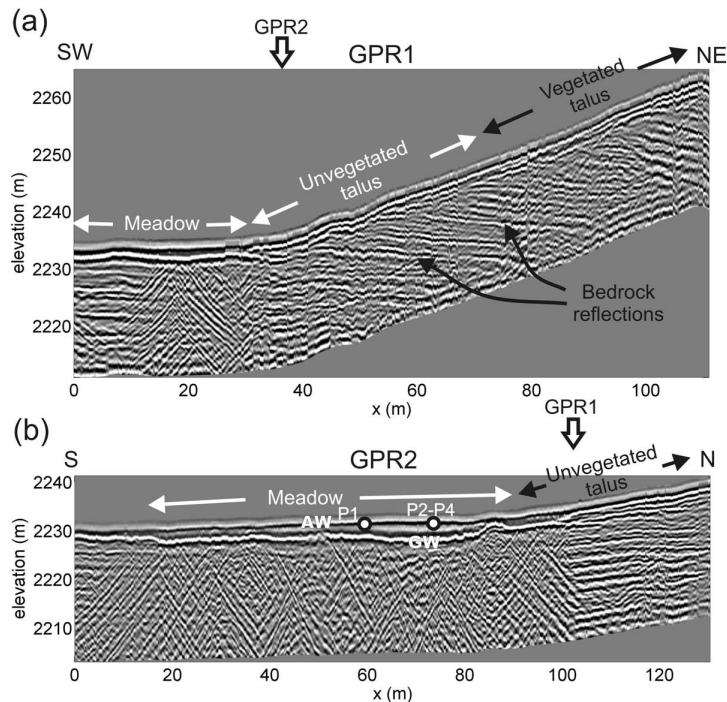 (a)
GPR2
SW
GPR1
NE
Vegetated
talus
Unvegetated
talus
Meadow
2260
2250
2240
2230
2220
elevation (m)
Bedrock
reflections
0 20 40 60 80 100
x (m)
GPR1
(b)
S
GPR2
N
Unvegetated
talus
Meadow
AW P1 P2-P4
GW
2240
2230
2220
2210
elevation (m)
0 20 40 60 80 100 120
x (m)